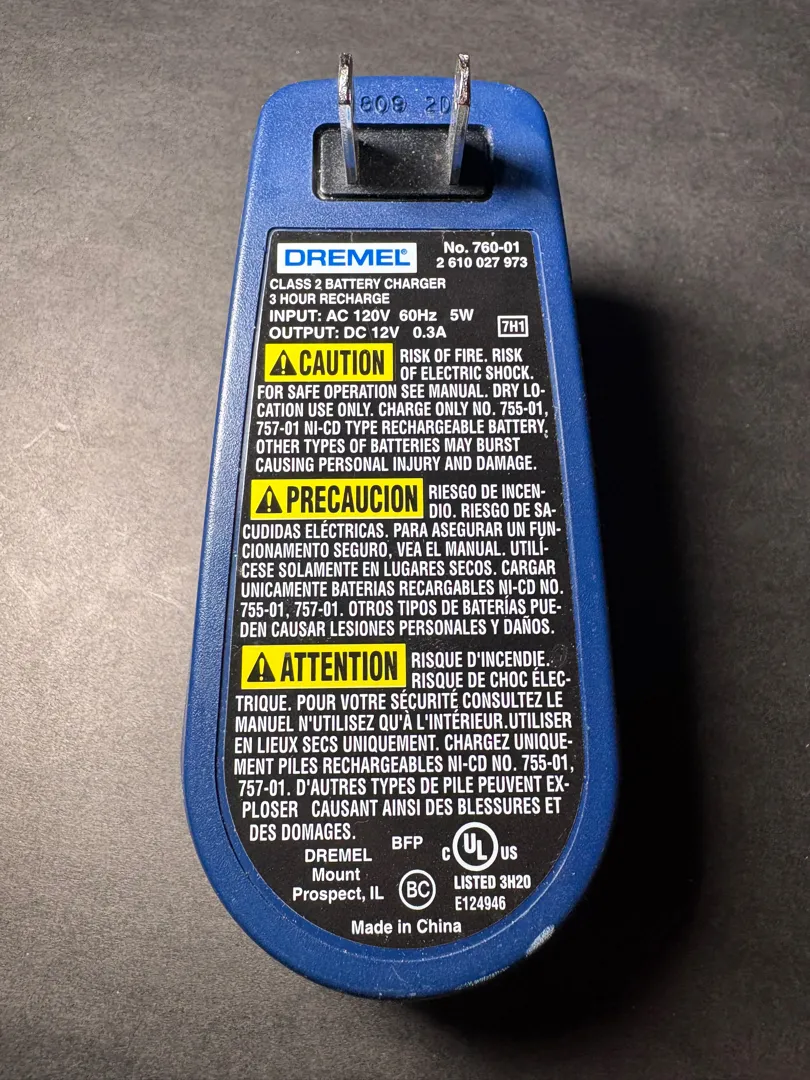 809 20
DREMEL® No. 760-01
2 610 027 973
CLASS 2 BATTERY CHARGER
3 HOUR RECHARGE
INPUT: AC 120V 60Hz 5W
OUTPUT: DC 12V 0.3A 7H1
CAUTION RISK OF FIRE. RISK
OF ELECTRIC SHOCK.
FOR SAFE OPERATION SEE MANUAL. DRY LO-
CATION USE ONLY. CHARGE ONLY NO. 755-01,
757-01 NI-CD TYPE RECHARGEABLE BATTERY,
OTHER TYPES OF BATTERIES MAY BURST
CAUSING PERSONAL INJURY AND DAMAGE.
PRECAUCION RIESGO DE INCEN-
DIO. RIESGO DE SA-
CUDIDAS ELÉCTRICAS. PARA ASEGURAR UN FUN-
CIONAMENTO SEGURO, VEA EL MANUAL. UTILÍ-
CESE SOLAMENTE EN LUGARES SECOS. CARGAR
UNICAMENTE BATERIAS RECARGABLES NI-CD NO.
755-01, 757-01. OTROS TIPOS DE BATERÍAS PUE-
DEN CAUSAR LESIONES PERSONALES Y DAÑOS.
ATTENTION RISQUE D'INCENDIE.
RISQUE DE CHOC ÉLEC-
TRIQUE. POUR VOTRE SÉCURITÉ CONSULTEZ LE
MANUEL N'UTILISEZ QU'À L'INTÉRIEUR.UTILISER
EN LIEUX SECS UNIQUEMENT. CHARGEZ UNIQUE-
MENT PILES RECHARGEABLES NI-CD NO. 755-01,
757-01. D'AUTRES TYPES DE PILE PEUVENT EX-
PLOSER CAUSANT AINSI DES BLESSURES ET
DES DOMAGES.
DREMEL BFP
Mount
Prospect, IL
BC
C UL US
LISTED 3H20
E124946
Made in China